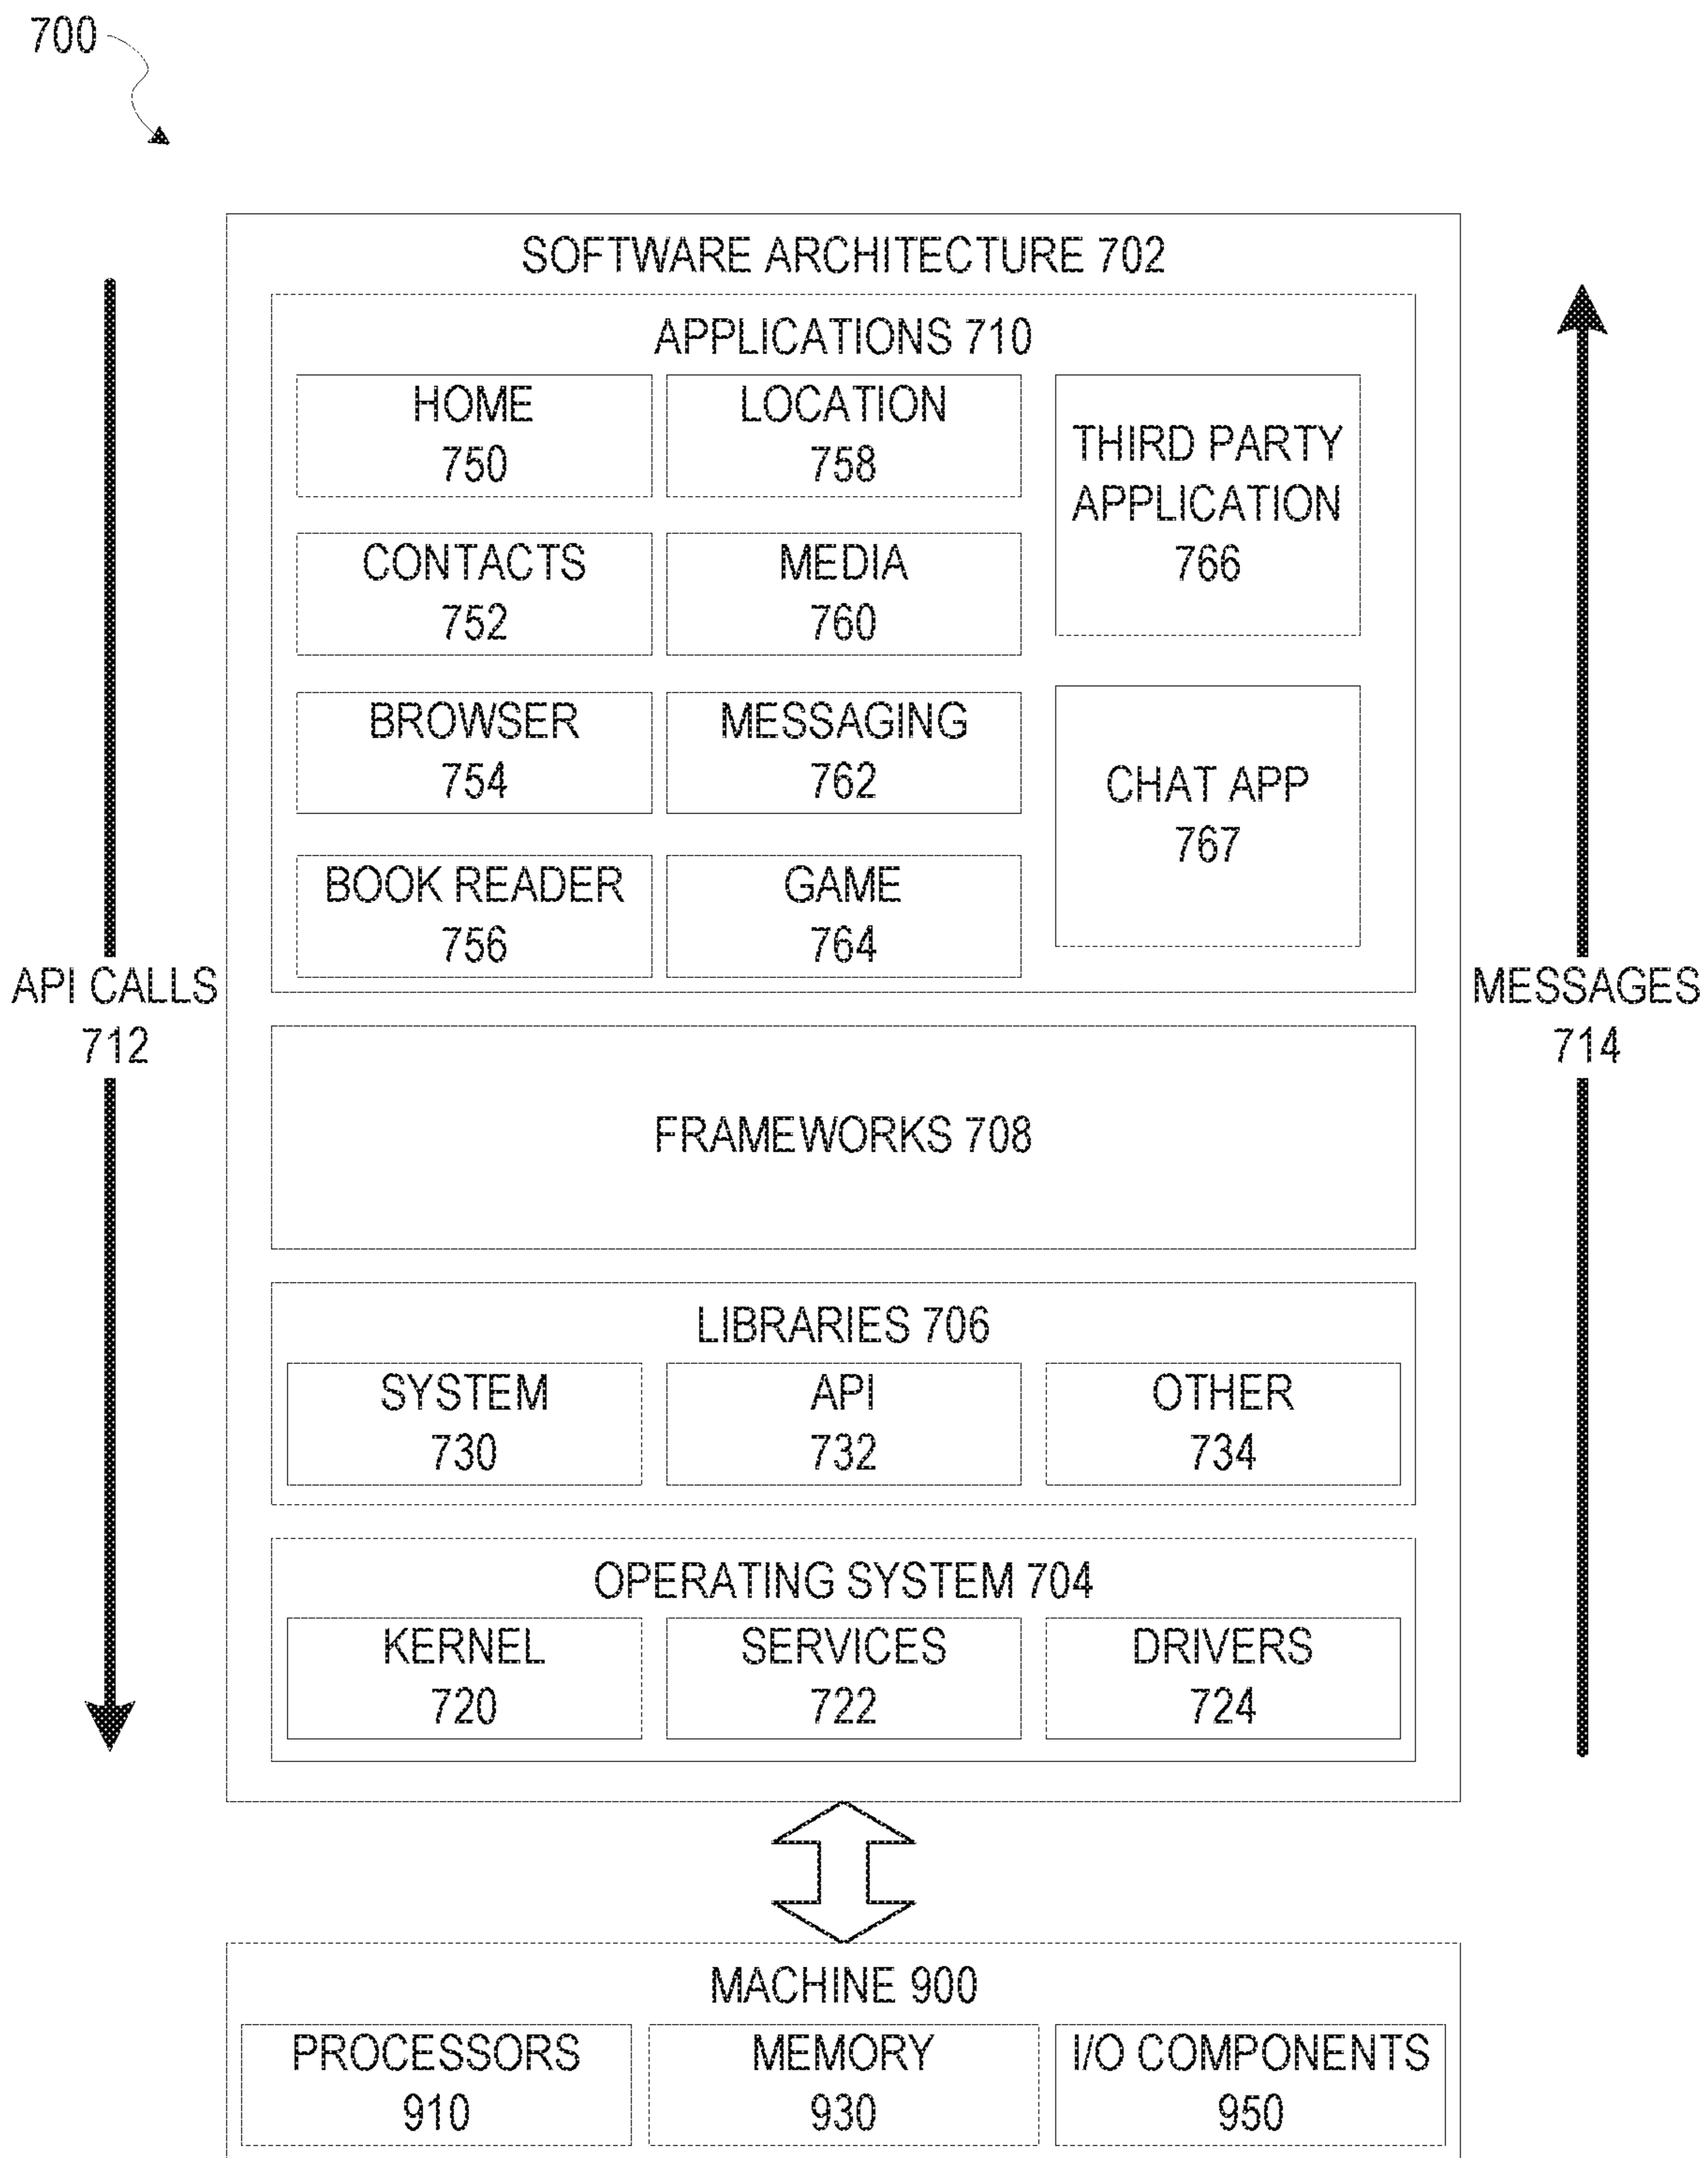 700
SOFTWARE ARCHITECTURE 702
APPLICATIONS 710
HOME
750
LOCATION
758
THIRD PARTY
APPLICATION
766
CONTACTS
752
MEDIA
760
BROWSER
754
MESSAGING
762
CHAT APP
767
BOOK READER
756
GAME
764
API CALLS
712
MESSAGES
714
FRAMEWORKS 708
LIBRARIES 706
SYSTEM
730
API
732
OTHER
734
OPERATING SYSTEM 704
KERNEL
720
SERVICES
722
DRIVERS
724
MACHINE 900
PROCESSORS
910
MEMORY
930
I/O COMPONENTS
950